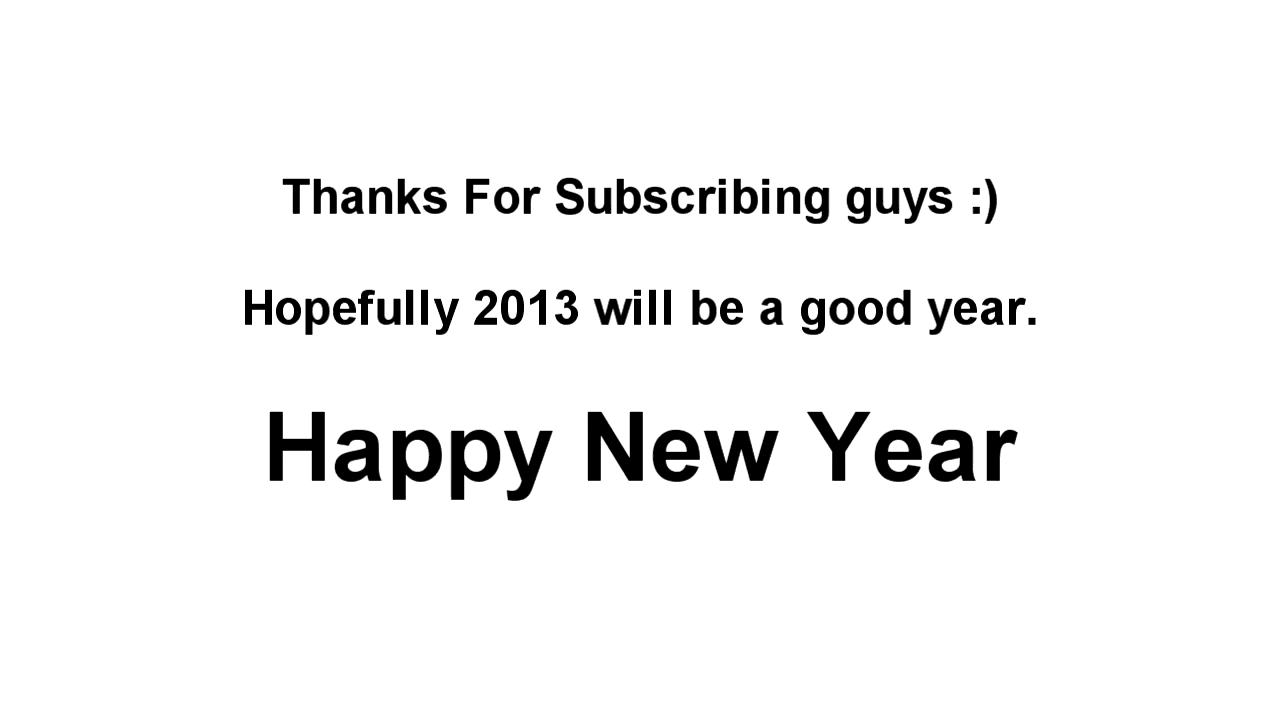 Thanks For Subscribing guys :)
Hopefully 2013 will be a good year.
Happy New Year